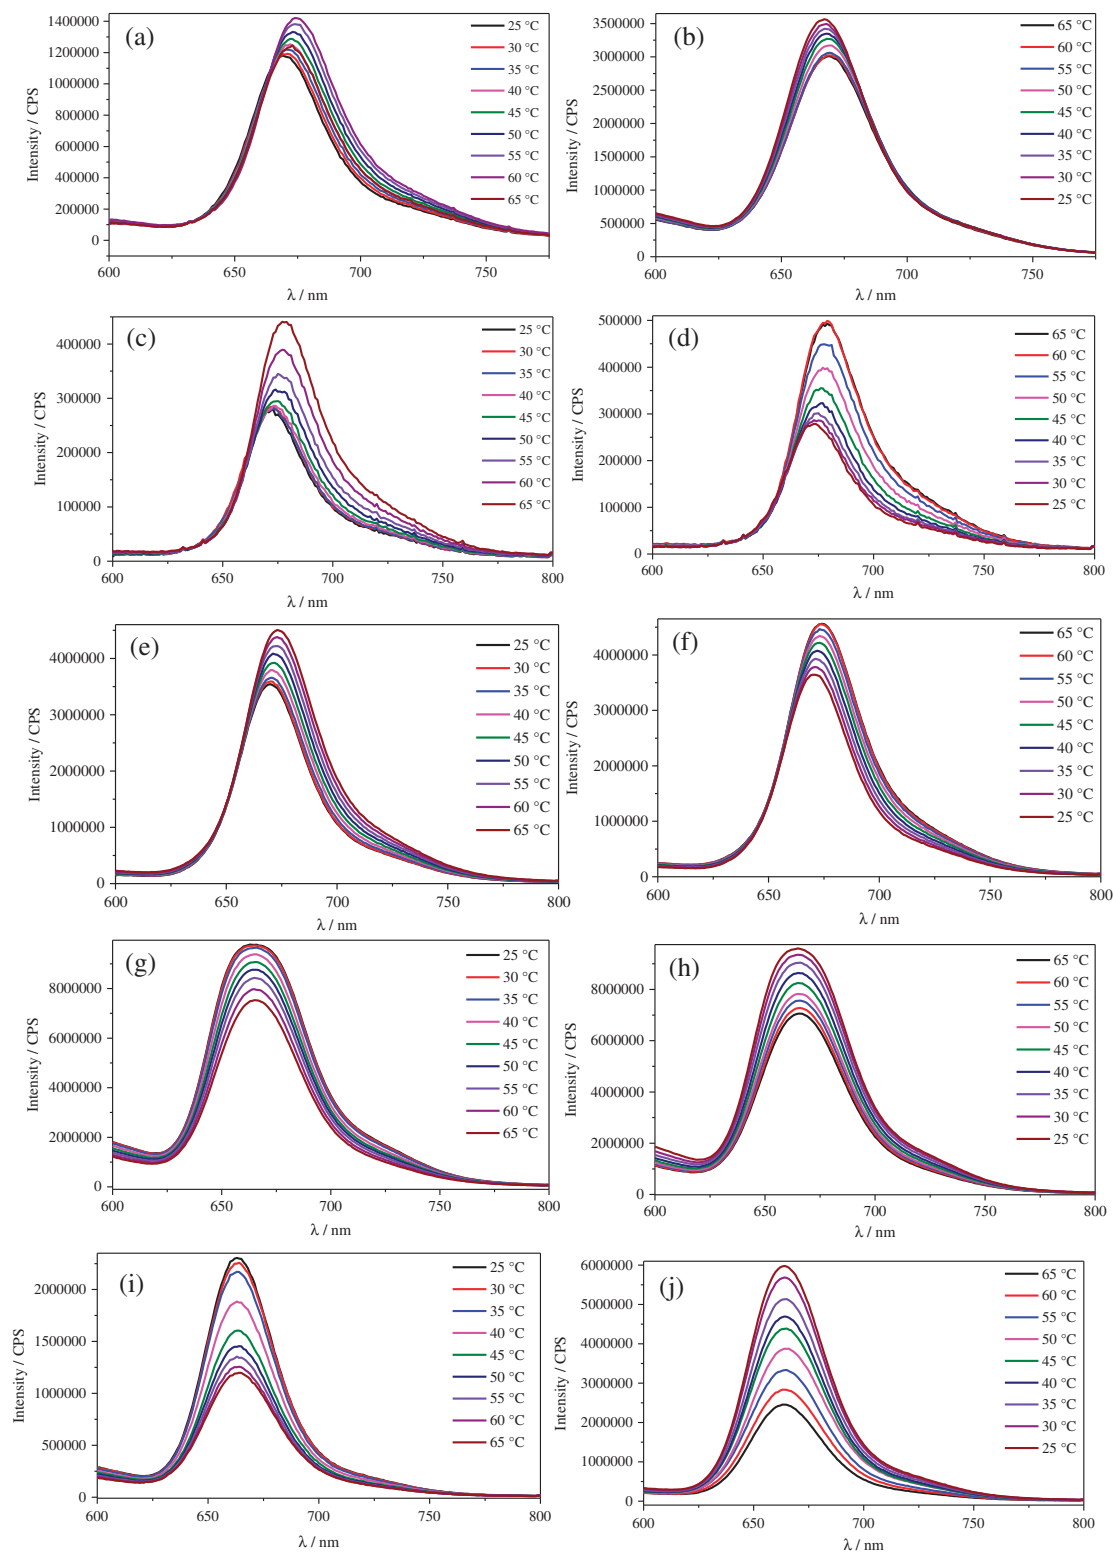 (a)
Intensity / CPS
1400000
1200000
1000000
800000
600000
400000
200000
0
600
650
700
750
λ / nm
25 °C
30 °C
35 °C
40 °C
45 °C
50 °C
55 °C
60 °C
65 °C
(b)
Intensity / CPS
3500000
3000000
2500000
2000000
1500000
1000000
500000
0
600
650
700
750
λ / nm
65 °C
60 °C
55 °C
50 °C
45 °C
40 °C
35 °C
30 °C
25 °C
(c)
Intensity / CPS
400000
300000
200000
100000
0
600
650
700
750
800
λ / nm
25 °C
30 °C
35 °C
40 °C
45 °C
50 °C
55 °C
60 °C
65 °C
(d)
Intensity / CPS
500000
400000
300000
200000
100000
0
600
650
700
750
800
λ / nm
65 °C
60 °C
55 °C
50 °C
45 °C
40 °C
35 °C
30 °C
25 °C
(e)
Intensity / CPS
4000000
3000000
2000000
1000000
0
600
650
700
750
800
λ / nm
25 °C
30 °C
35 °C
40 °C
45 °C
50 °C
55 °C
60 °C
65 °C
(f)
Intensity / CPS
4000000
3000000
2000000
1000000
0
600
650
700
750
800
λ / nm
65 °C
60 °C
55 °C
50 °C
45 °C
40 °C
35 °C
30 °C
25 °C
(g)
Intensity / CPS
8000000
6000000
4000000
2000000
0
600
650
700
750
800
λ / nm
25 °C
30 °C
35 °C
40 °C
45 °C
50 °C
55 °C
60 °C
65 °C
(h)
Intensity / CPS
8000000
6000000
4000000
2000000
0
600
650
700
750
800
λ / nm
65 °C
60 °C
55 °C
50 °C
45 °C
40 °C
35 °C
30 °C
25 °C
(i)
Intensity / CPS
2000000
1500000
1000000
500000
0
600
650
700
750
800
λ / nm
25 °C
30 °C
35 °C
40 °C
45 °C
50 °C
55 °C
60 °C
65 °C
(j)
Intensity / CPS
6000000
5000000
4000000
3000000
2000000
1000000
0
600
650
700
750
800
λ / nm
65 °C
60 °C
55 °C
50 °C
45 °C
40 °C
35 °C
30 °C
25 °C